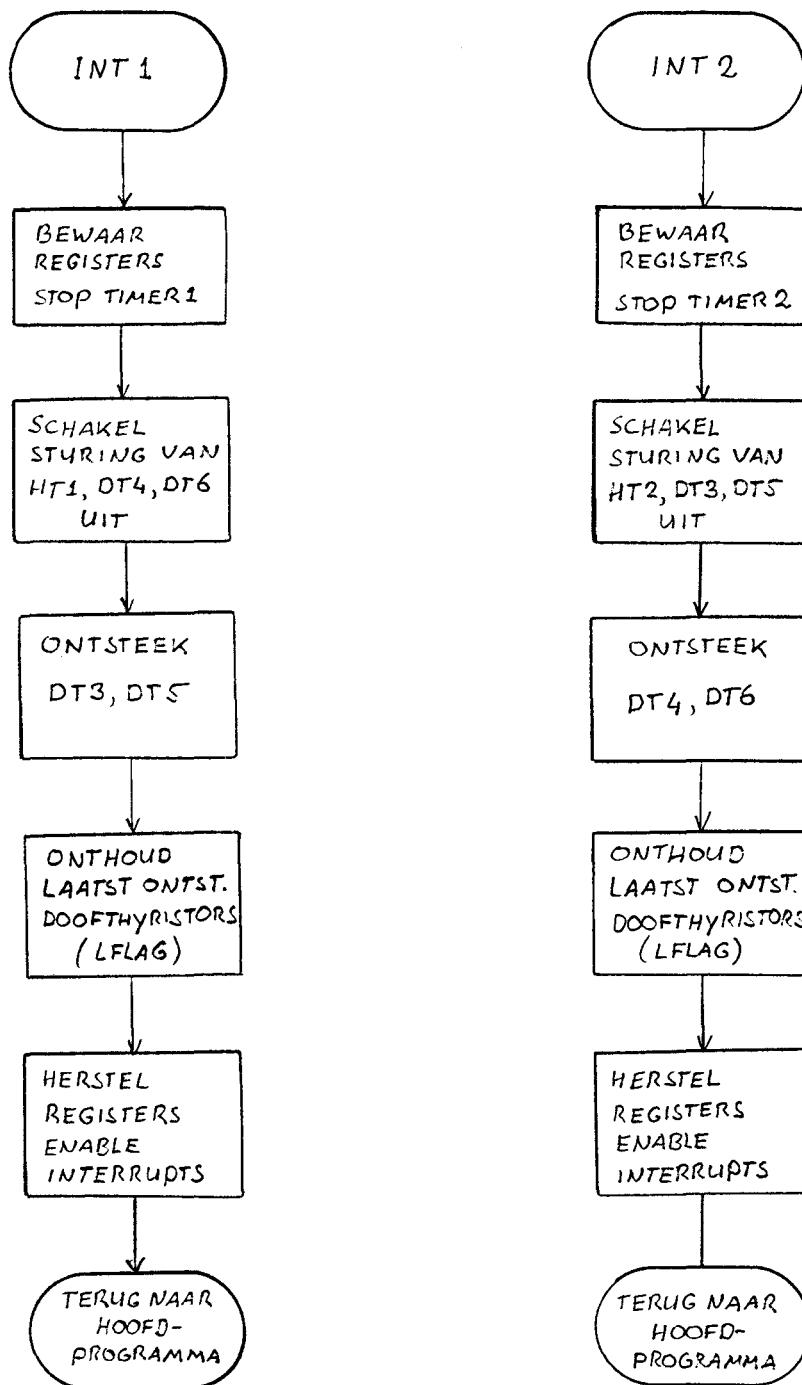 INT 1
BEWAAR
REGISTERS
STOP TIMER1
SCHAKEL
STURING VAN
HT1, DT4, DT6
UIT
ONTSTEEK
DT3, DT5
ONTHOUD
LAATST ONTST.
DOOFTHYRISTORS
(LFLAG)
HERSTEL
REGISTERS
ENABLE
INTERRUPTS
TERUG NAAR
HOOFD-
PROGRAMMA
INT 2
BEWAAR
REGISTERS
STOP TIMER 2
SCHAKEL
STURING VAN
HT2, DT3, DT5
UIT
ONTSTEEK
DT4, DT6
ONTHOUD
LAATST ONTST.
DOOFTHYRISTORS
(LFLAG)
HERSTEL
REGISTERS
ENABLE
INTERRUPTS
TERUG NAAR
HOOFD-
PROGRAMMA